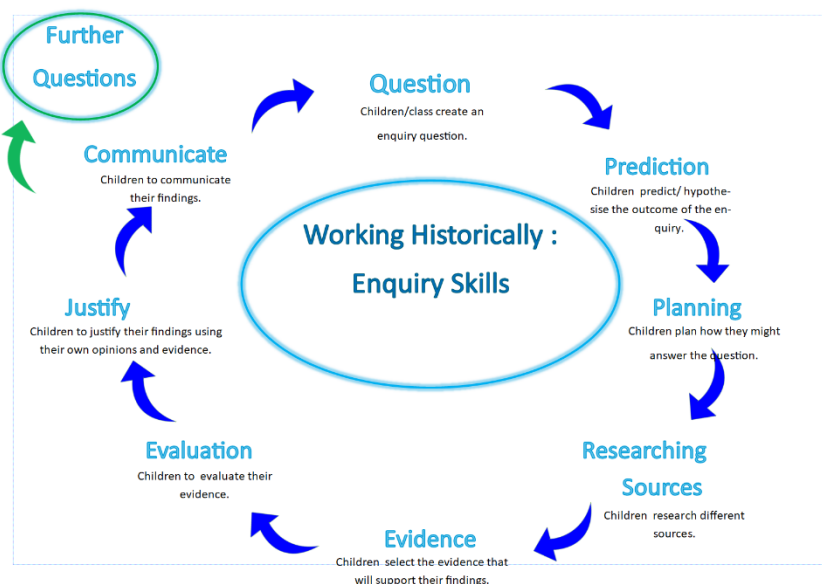 Further
Questions
Question
Children/class create an
enquiry question.
Prediction
Children predict/ hypothe-
sise the outcome of the en-
quiry.
Planning
Children plan how they might
answer the question.
Researching
Sources
Children research different
sources.
Evidence
Children select the evidence that
will support their findings.
Evaluation
Children to evaluate their
evidence.
Justify
Children to justify their findings using
their own opinions and evidence.
Communicate
Children to communicate
their findings.
Working Historically :
Enquiry Skills